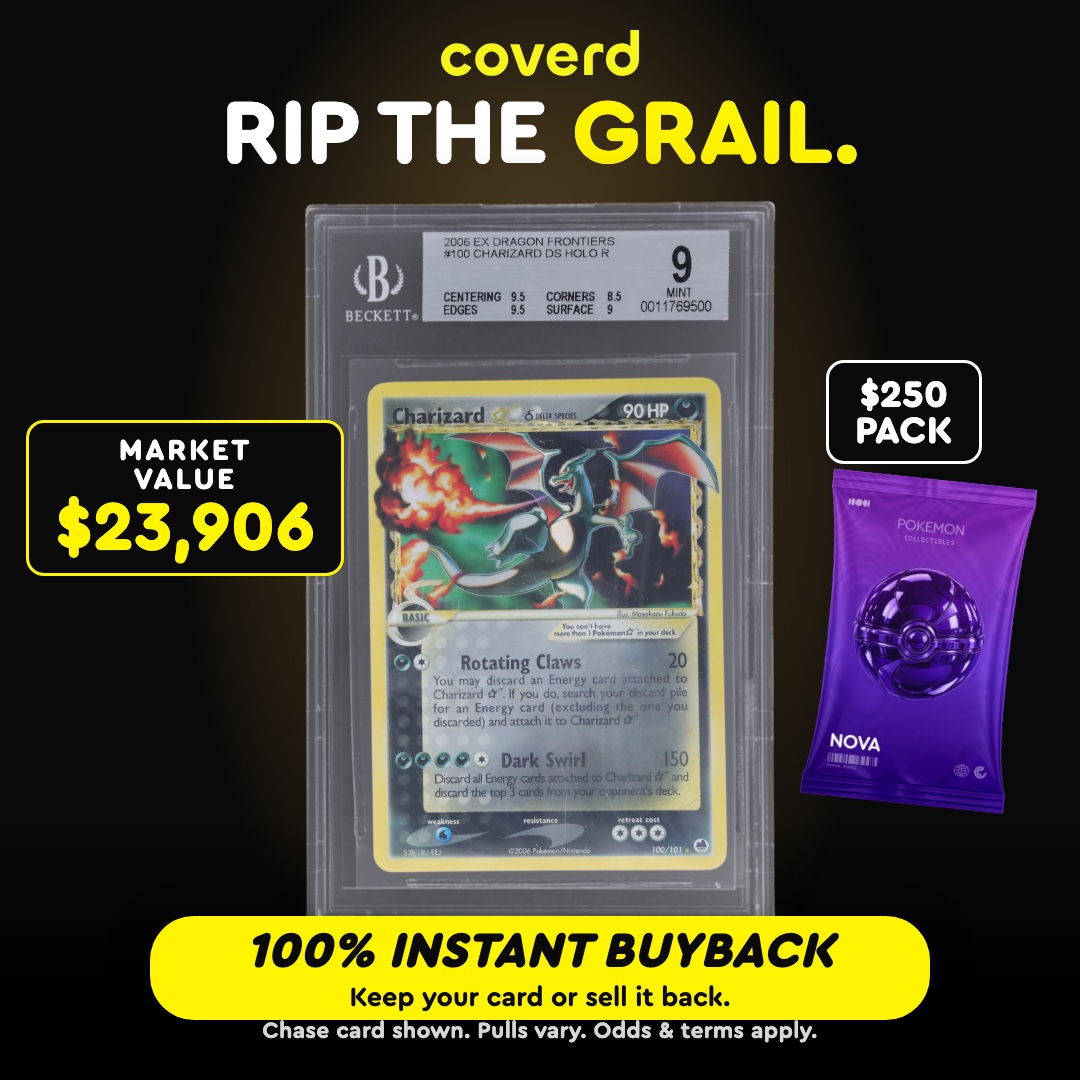 coverd
RIP THE GRAIL.
2006 EX DRAGON FRONTIERS
#100 CHARIZARD DS HOLO R
CENTERING 9.5 CORNERS 8.5
EDGES 9.5 SURFACE 9
9
MINT
0011769500
B
BECKETT®
MARKET
VALUE
$23,906
$250
PACK
Charizard ☆ δ DELTA SPECIES 90 HP
BASIC
Illus. Masakazu Fukuda
You can't have
more than 1 Pokémon☆ in your deck.
Rotating Claws 20
You may discard an Energy card attached to
Charizard ☆. If you do, search your discard pile
for an Energy card (excluding the one you
discarded) and attach it to Charizard ☆.
Dark Swirl 150
Discard all Energy cards attached to Charizard ☆ and
discard the top 3 cards from your opponent's deck.
weakness resistance retreat cost
©2006 Pokémon/Nintendo
100/101
POKEMON
COLLECTIBLES
NOVA
100% INSTANT BUYBACK
Keep your card or sell it back.
Chase card shown. Pulls vary. Odds & terms apply.